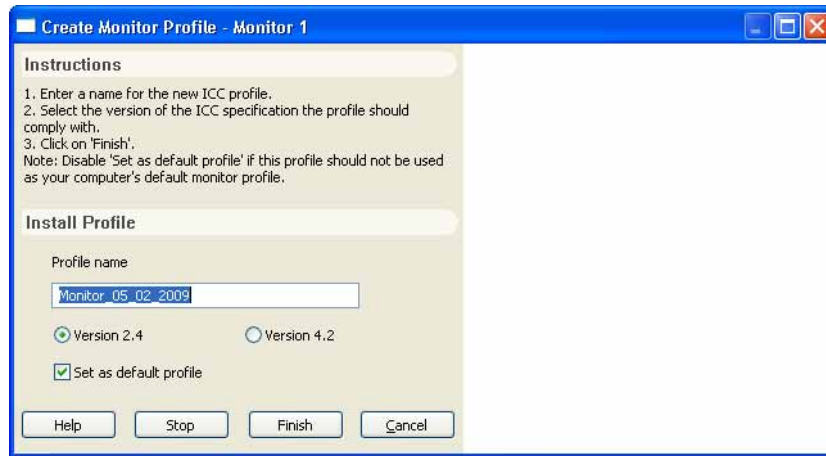 Create Monitor Profile - Monitor 1
Instructions
1. Enter a name for the new ICC profile.
2. Select the version of the ICC specification the profile should
comply with.
3. Click on 'Finish'.
Note: Disable 'Set as default profile' if this profile should not be used
as your computer's default monitor profile.
Install Profile
Profile name
Monitor_05_02_2009
Version 2.4 Version 4.2
Set as default profile
Help Stop Finish Cancel